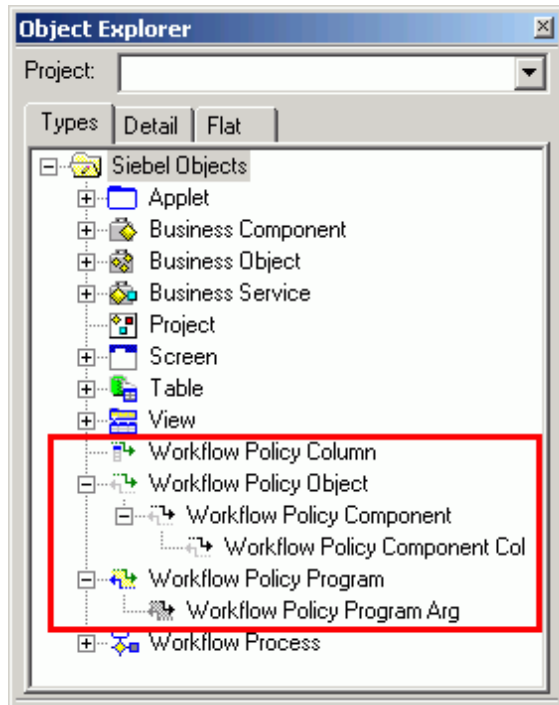 Object Explorer
Project:
Types Detail Flat
Siebel Objects
Applet
Business Component
Business Object
Business Service
Project
Screen
Table
View
Workflow Policy Column
Workflow Policy Object
Workflow Policy Component
Workflow Policy Component Col
Workflow Policy Program
Workflow Policy Program Arg
Workflow Process